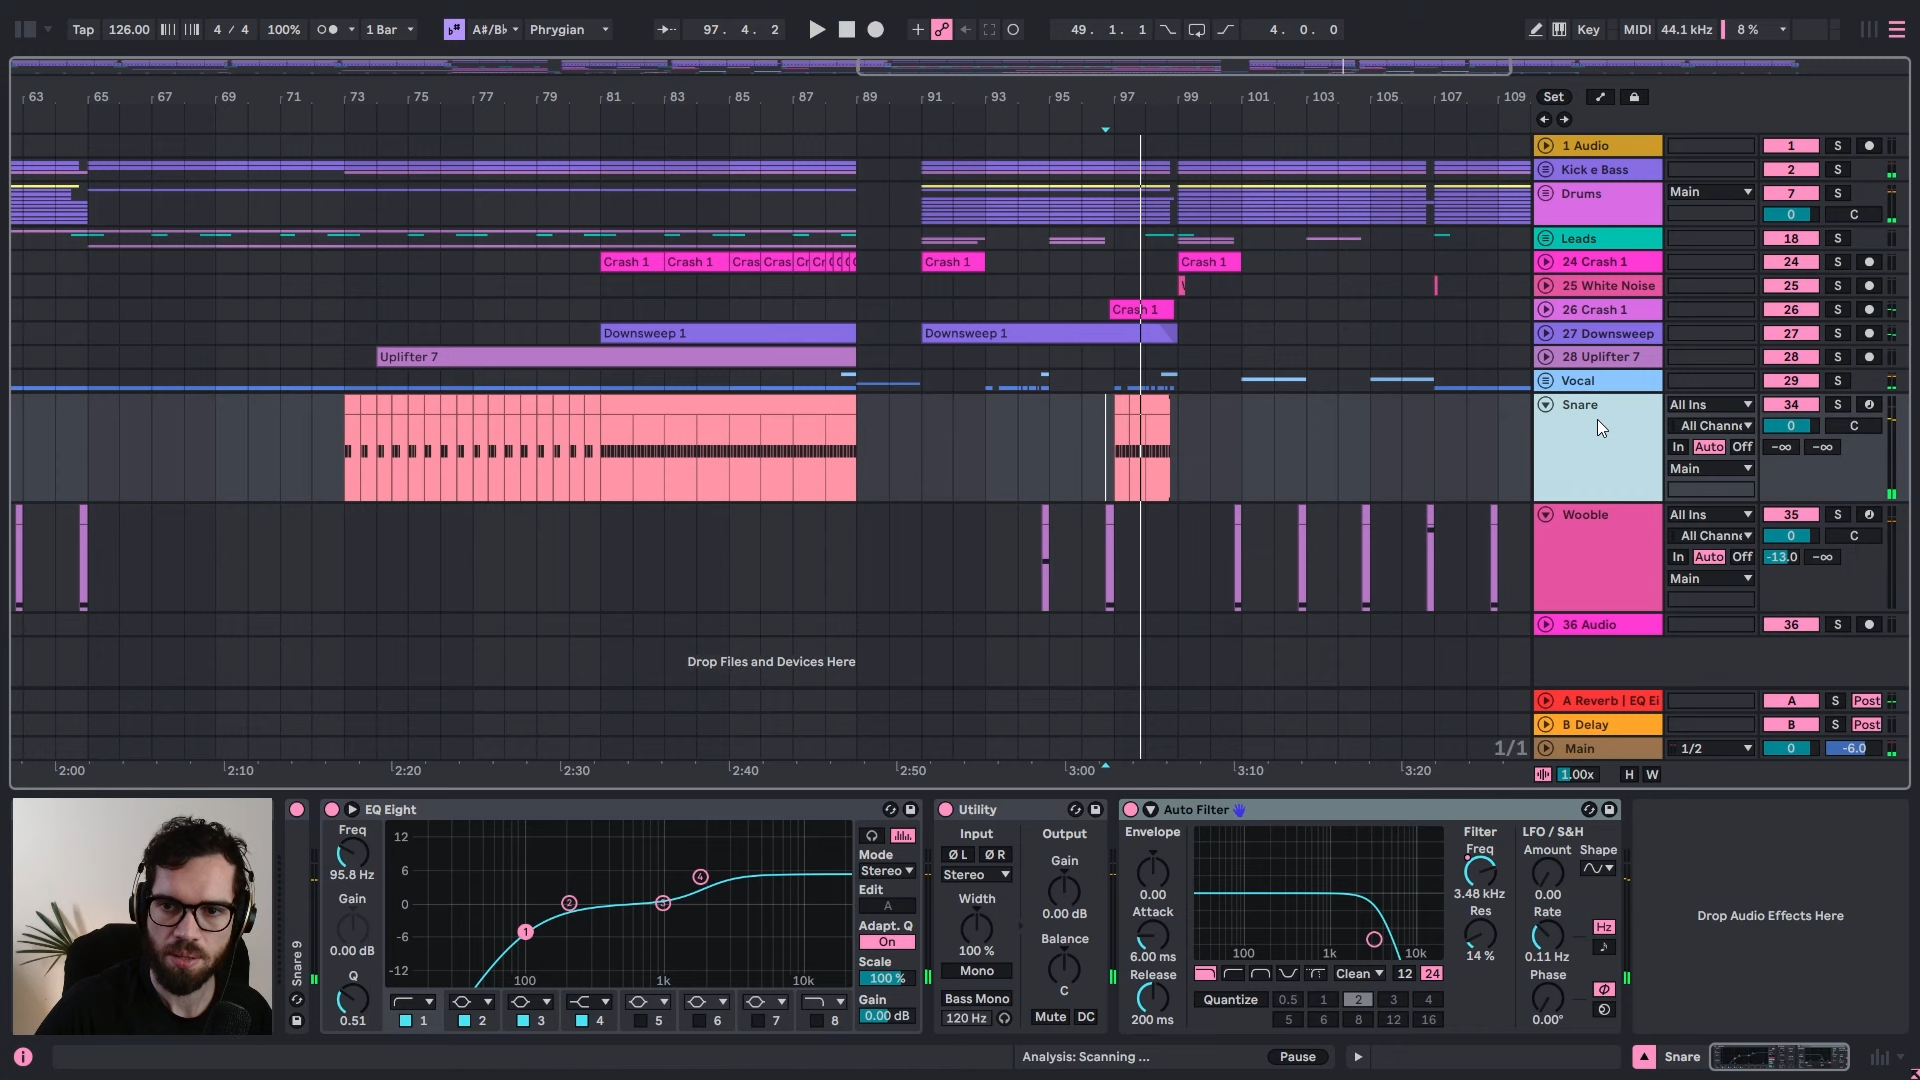 Tap 126.00 4 / 4 100% 1 Bar A#/Bb Phrygian 97. 4. 2 49. 1. 1 4. 0. 0 Key MIDI 44.1 kHz 8 %
63 65 67 69 71 73 75 77 79 81 83 85 87 89 91 93 95 97 99 101 103 105 107 109 Set
1 Audio 1 S
Kick e Bass 2 S
Drums Main 7 S
0 C
Leads 18 S
Crash 1 Crash 1 Cras Cras Crash 1 Crash 1 24 Crash 1 24 S
25 White Noise 25 S
Crash 1 26 Crash 1 26 S
Downsweep 1 Downsweep 1 27 Downsweep 27 S
Uplifter 7 28 Uplifter 7 28 S
Vocal 29 S
Snare All Ins 34 S
All Channe 0 C
In Auto Off -∞ -∞
Main
Wooble All Ins 35 S
All Channe 0 C
In Auto Off -13.0 -∞
Main
36 Audio 36 S
Drop Files and Devices Here
A Reverb | EQ Ei A S Post
B Delay B S Post
1/1 Main 1/2 0 -6.0
2:00 2:10 2:20 2:30 2:40 2:50 3:00 3:10 3:20 1.00x H W
Snare 9
EQ Eight
Freq
95.8 Hz
Gain
0.00 dB
Q
0.51
12
6
0
-6
-12
100 1k 10k
1 2 3 4
1 2 3 4 5 6 7 8
Mode
Stereo
Edit
A
Adapt. Q
On
Scale
100 %
Gain
0.00 dB
Utility
Input Output
Ø L Ø R
Stereo
Width
100 %
Mono
Bass Mono
120 Hz
Gain
0.00 dB
Balance
C
Mute DC
Auto Filter
Envelope
0.00
Attack
6.00 ms
Release
200 ms
100 1k 10k
Clean 12 24
Quantize 0.5 1 2 3 4
5 6 8 12 16
Filter
Freq
3.48 kHz
Res
14 %
LFO / S&H
Amount Shape
0.00
Rate
Hz
0.11 Hz
Phase
0.00°
Drop Audio Effects Here
Analysis: Scanning ... Pause Snare